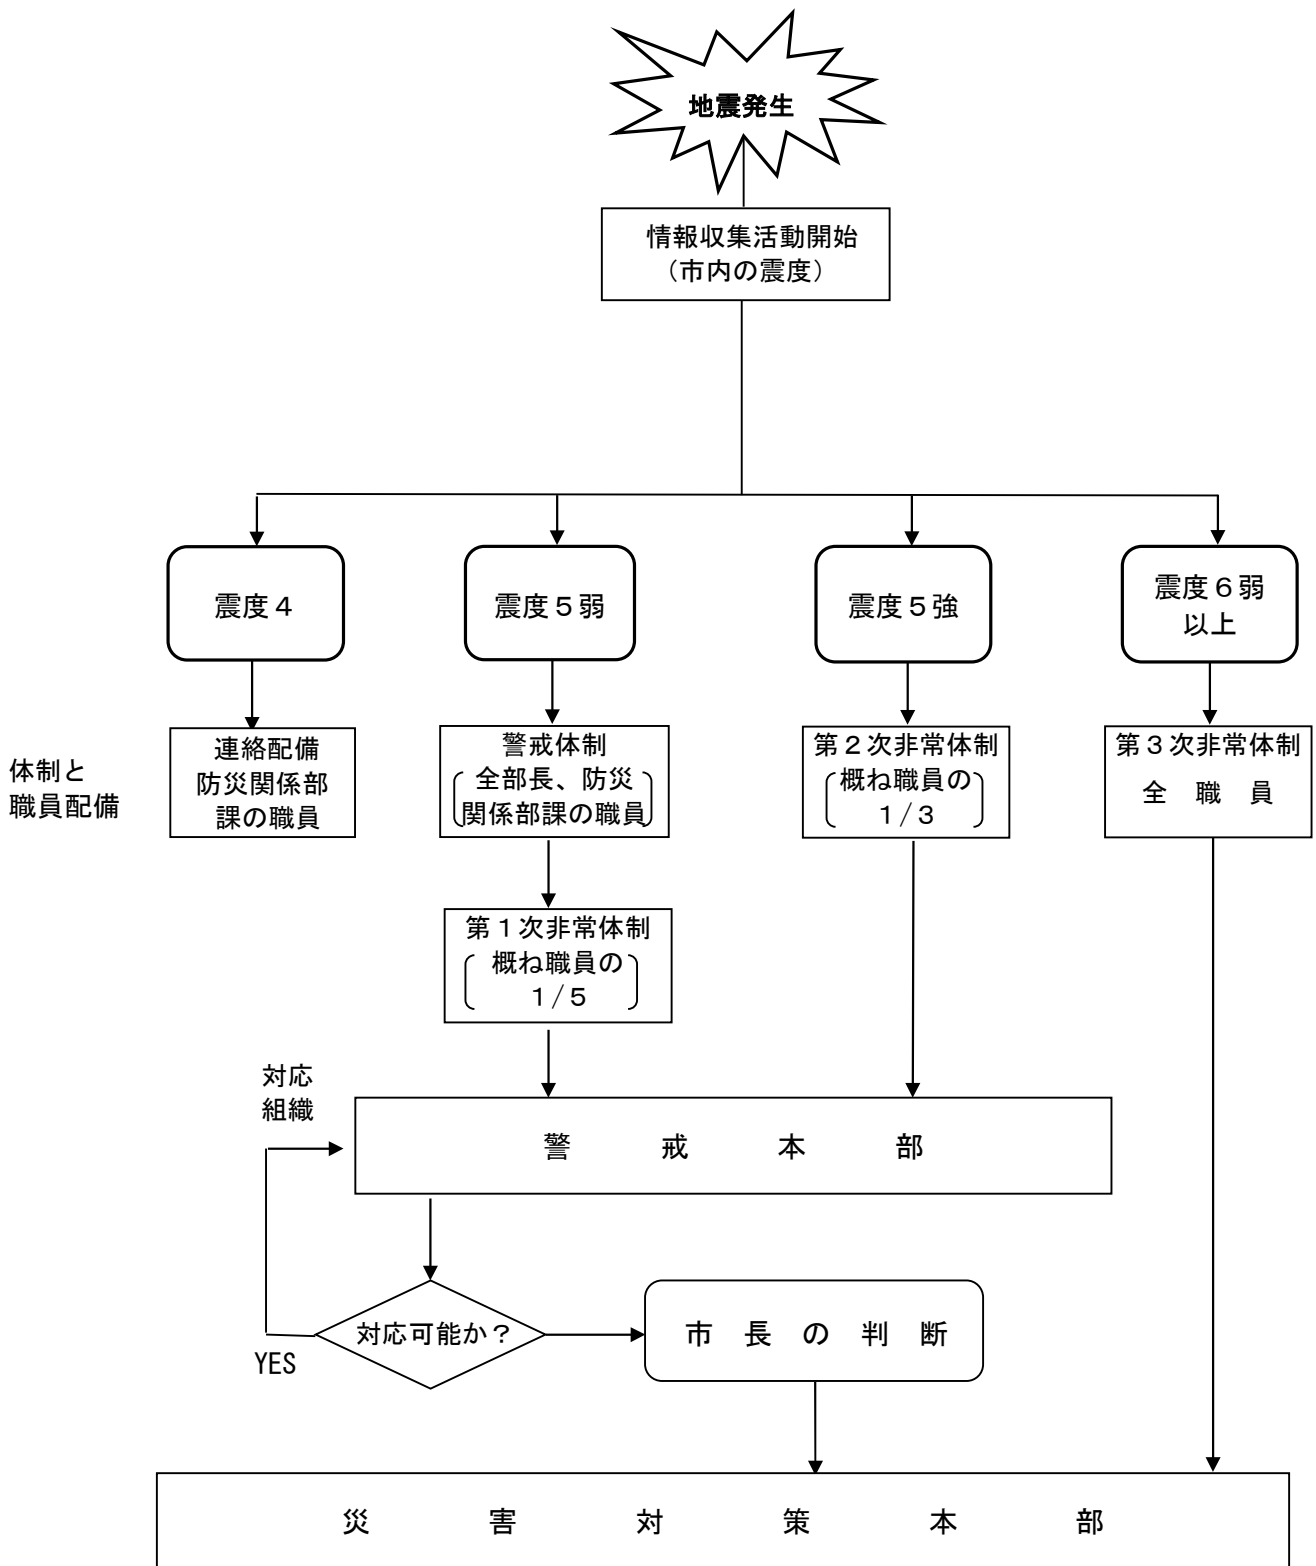 地震発生
情報収集活動開始
（市内の震度）
震度４
震度５弱
震度５強
震度６弱
以上
体制と
職員配備
連絡配備
防災関係部
課の職員
警戒体制
全部長、防災
関係部課の職員
第２次非常体制
概ね職員の
１/３
第３次非常体制
全　職　員
第１次非常体制
概ね職員の
１/５
対応
組織
警　戒　本　部
対応可能か？
YES
市　長　の　判　断
災　害　対　策　本　部